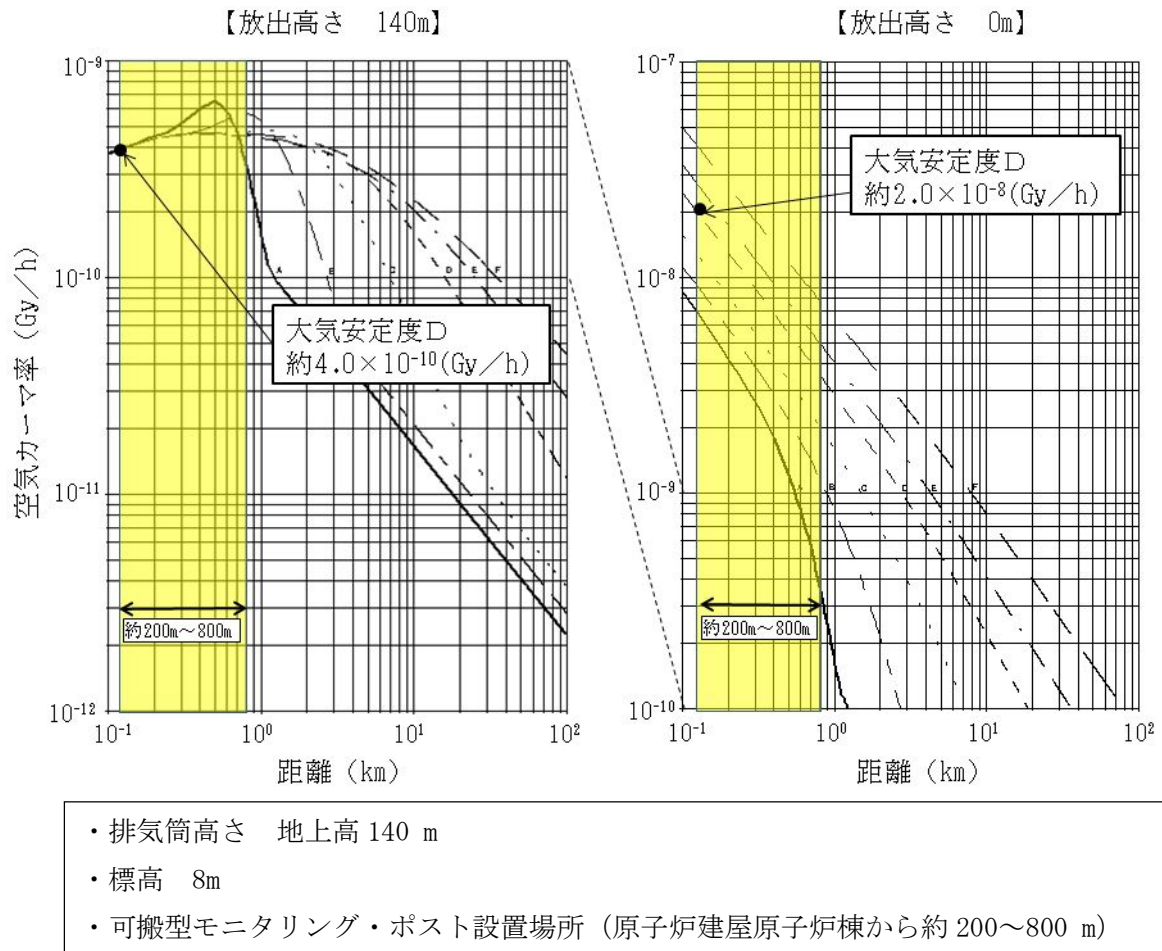 【放出高さ 140m】
【放出高さ 0m】
空気カーマ率（Gy／h）
10⁻⁹
10⁻¹⁰
10⁻¹¹
10⁻¹²
大気安定度D
約4.0×10⁻¹⁰(Gy／h)
A B C D E F
約200m～800m
10⁻¹ 10⁰ 10¹ 10²
距離（km）
10⁻⁷
10⁻⁸
10⁻⁹
10⁻¹⁰
大気安定度D
約2.0×10⁻⁸(Gy／h)
A B C D E F
約200m～800m
10⁻¹ 10⁰ 10¹ 10²
距離（km）
・排気筒高さ 地上高 140 m
・標高 8m
・可搬型モニタリング・ポスト設置場所（原子炉建屋原子炉棟から約 200～800 m）